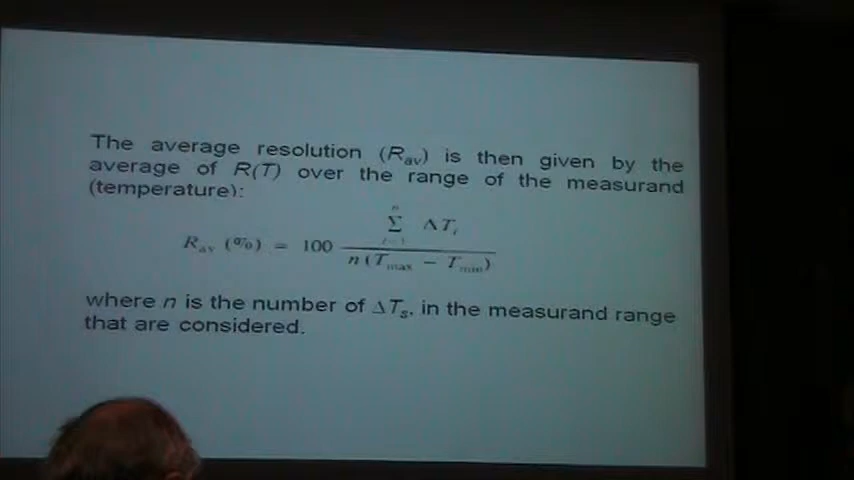 The average resolution (Rav) is then given by the
average of R(T) over the range of the measurand
(temperature):
Rav (%) = 100 n Σ i=1 ΔTi / n (Tmax − Tmin)
where n is the number of ΔTs, in the measurand range
that are considered.